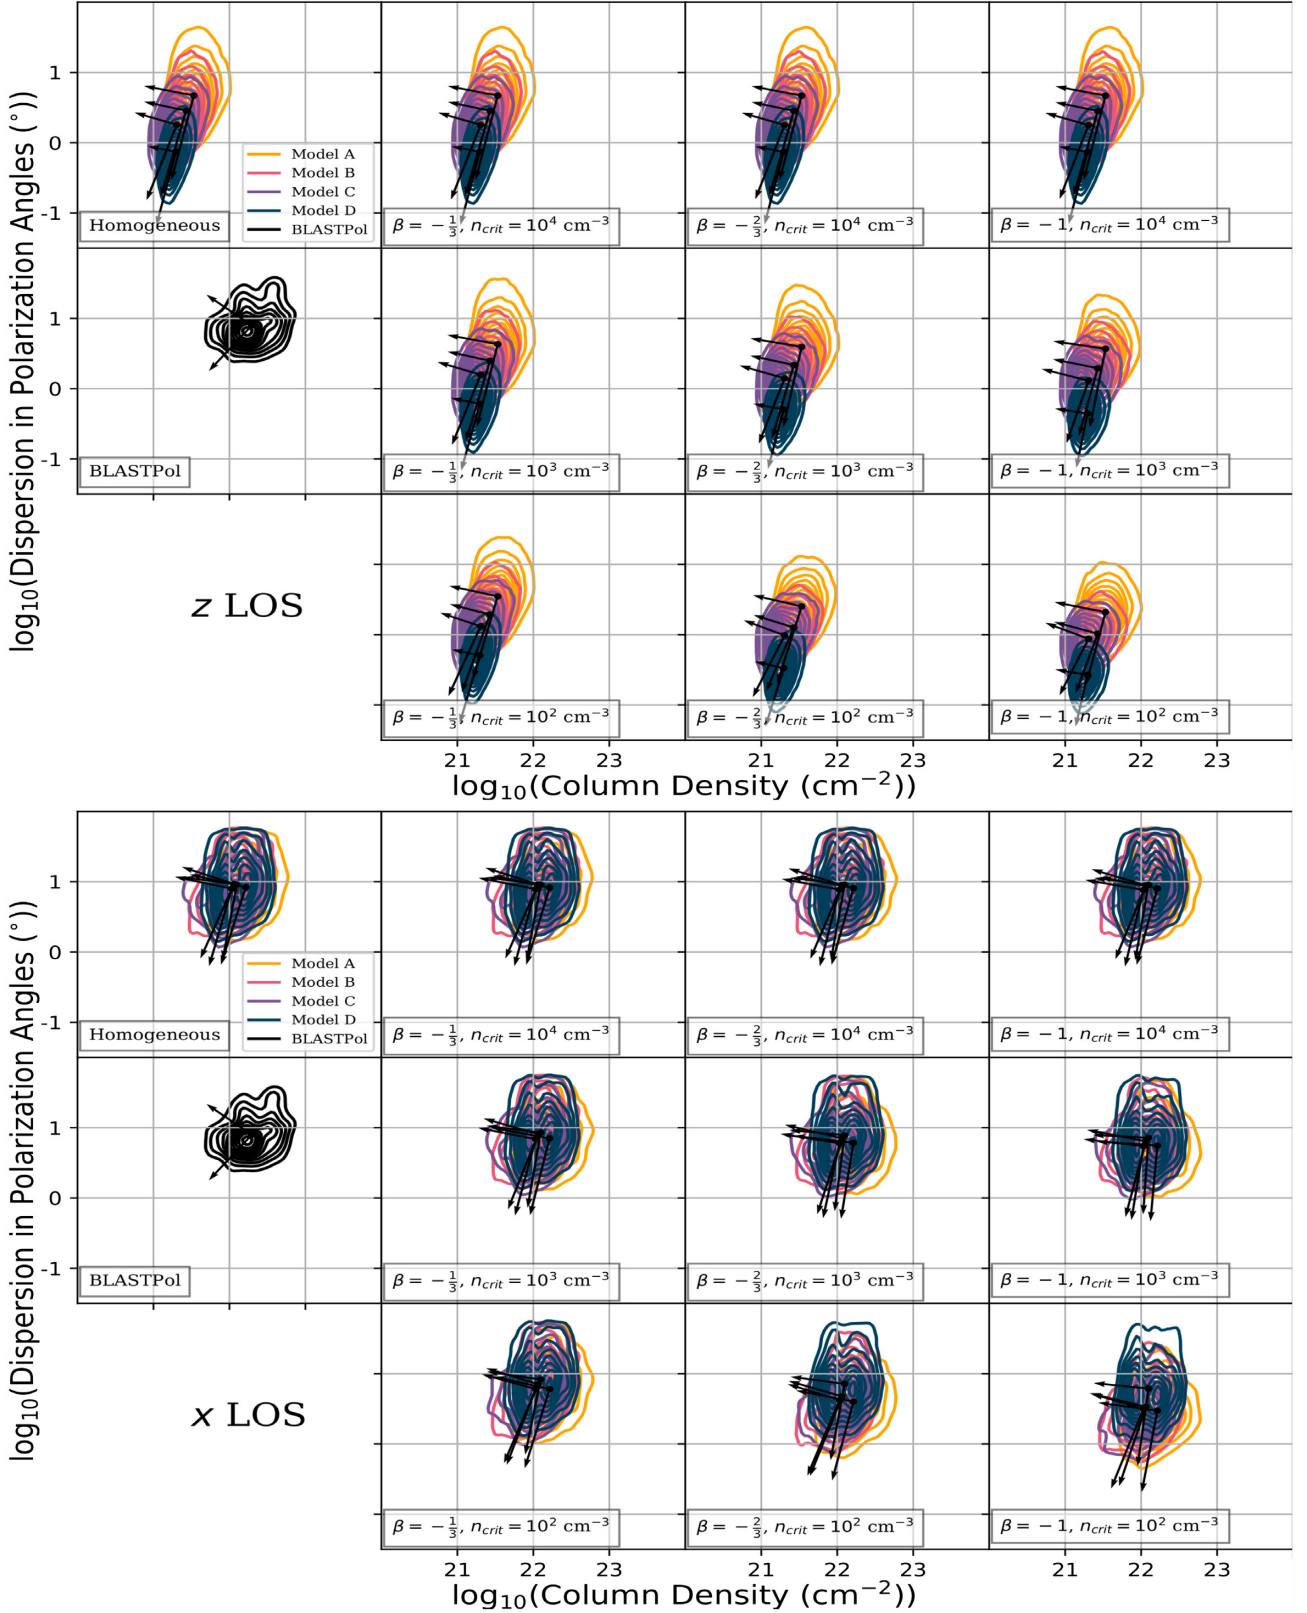 log₁₀(Dispersion in Polarization Angles (°))
1
0
-1
Model A
Model B
Model C
Model D
BLASTPol
Homogeneous
β = −1/3, n_crit = 10⁴ cm⁻³
β = −2/3, n_crit = 10⁴ cm⁻³
β = −1, n_crit = 10⁴ cm⁻³
1
0
-1
BLASTPol
β = −1/3, n_crit = 10³ cm⁻³
β = −2/3, n_crit = 10³ cm⁻³
β = −1, n_crit = 10³ cm⁻³
z LOS
β = −1/3, n_crit = 10² cm⁻³
β = −2/3, n_crit = 10² cm⁻³
β = −1, n_crit = 10² cm⁻³
21 22 23 21 22 23 21 22 23
log₁₀(Column Density (cm⁻²))
log₁₀(Dispersion in Polarization Angles (°))
1
0
-1
Model A
Model B
Model C
Model D
BLASTPol
Homogeneous
β = −1/3, n_crit = 10⁴ cm⁻³
β = −2/3, n_crit = 10⁴ cm⁻³
β = −1, n_crit = 10⁴ cm⁻³
1
0
-1
BLASTPol
β = −1/3, n_crit = 10³ cm⁻³
β = −2/3, n_crit = 10³ cm⁻³
β = −1, n_crit = 10³ cm⁻³
x LOS
β = −1/3, n_crit = 10² cm⁻³
β = −2/3, n_crit = 10² cm⁻³
β = −1, n_crit = 10² cm⁻³
21 22 23 21 22 23 21 22 23
log₁₀(Column Density (cm⁻²))